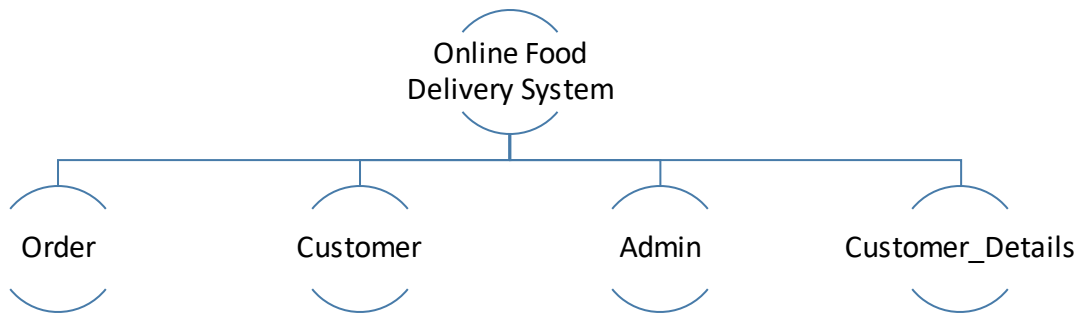 Online Food
Delivery System
Order
Customer
Admin
Customer_Details